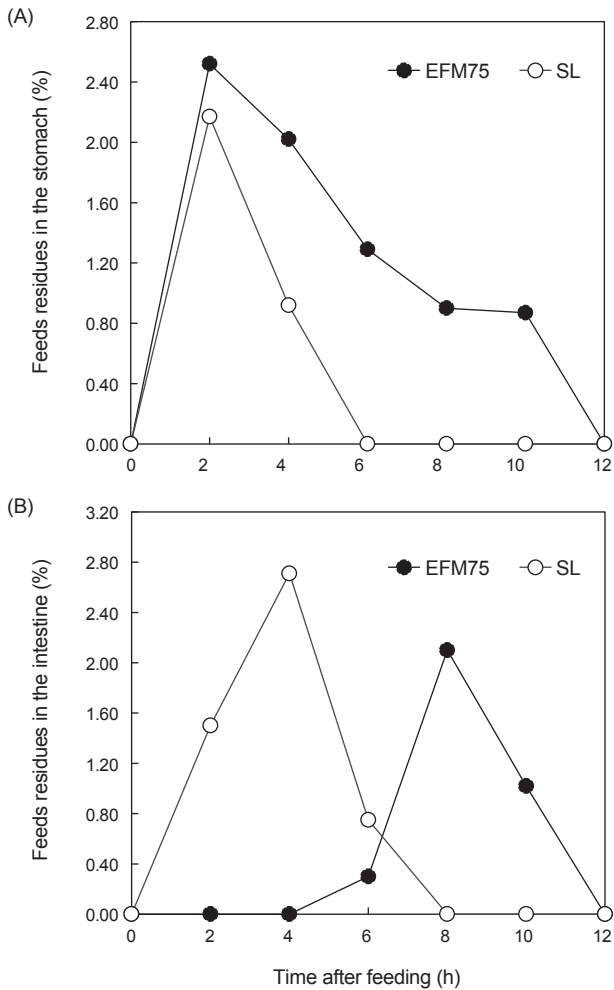 (A)
2.80
2.40
2.00
1.60
1.20
0.80
0.40
0.00
Feeds residues in the stomach (%)
EFM75 SL
0 2 4 6 8 10 12
(B)
3.20
2.80
2.40
2.00
1.60
1.20
0.80
0.40
0.00
Feeds residues in the intestine (%)
EFM75 SL
0 2 4 6 8 10 12
Time after feeding (h)